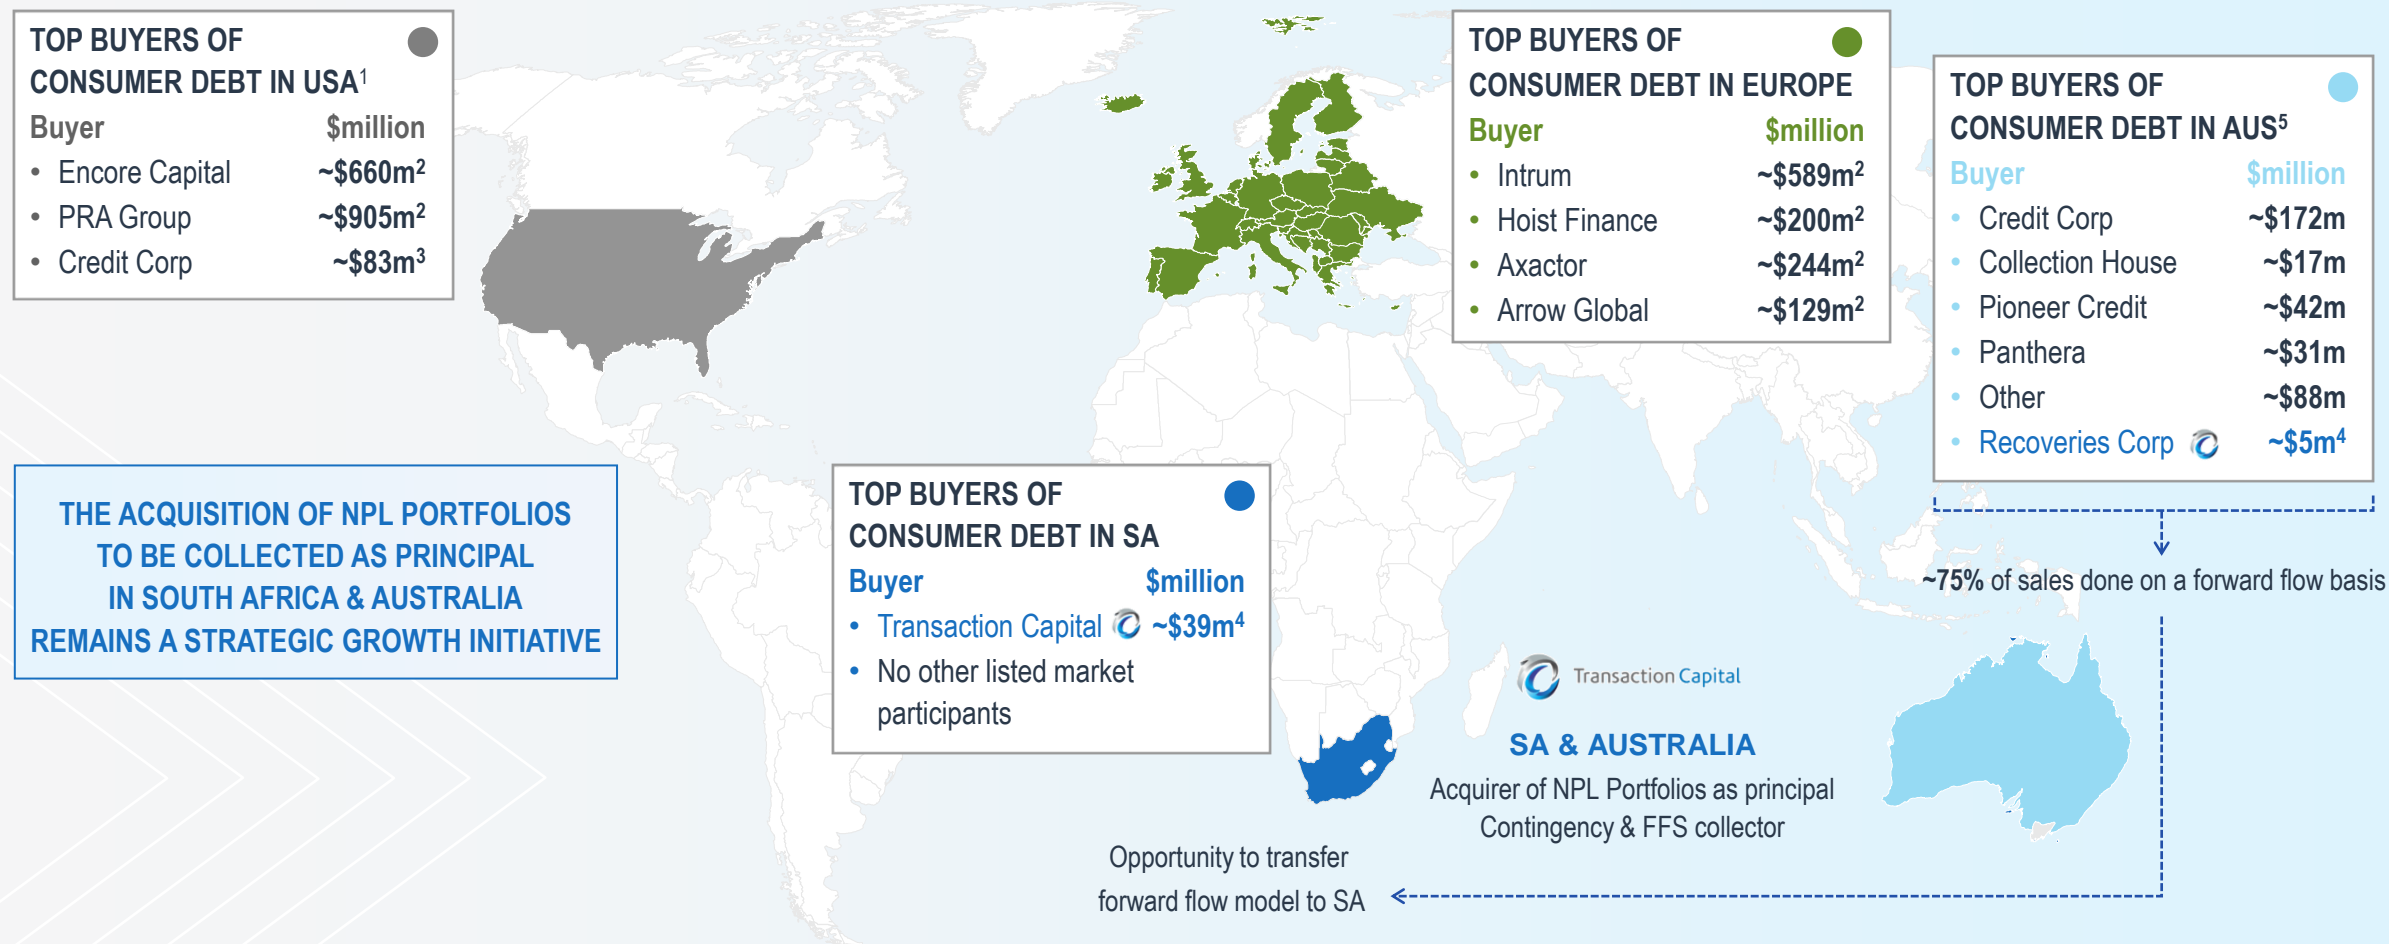 TOP BUYERS OF
CONSUMER DEBT IN USA1
Buyer $million
• Encore Capital ~$660m2
• PRA Group ~$905m2
• Credit Corp ~$83m3
TOP BUYERS OF
CONSUMER DEBT IN EUROPE
Buyer $million
• Intrum ~$589m2
• Hoist Finance ~$200m2
• Axactor ~$244m2
• Arrow Global ~$129m2
TOP BUYERS OF
CONSUMER DEBT IN AUS5
Buyer $million
• Credit Corp ~$172m
• Collection House ~$17m
• Pioneer Credit ~$42m
• Panthera ~$31m
• Other ~$88m
• Recoveries Corp ~$5m4
~75% of sales done on a forward flow basis
THE ACQUISITION OF NPL PORTFOLIOS
TO BE COLLECTED AS PRINCIPAL
IN SOUTH AFRICA & AUSTRALIA
REMAINS A STRATEGIC GROWTH INITIATIVE
TOP BUYERS OF
CONSUMER DEBT IN SA
Buyer $million
• Transaction Capital ~$39m4
• No other listed market
participants
Transaction Capital
SA & AUSTRALIA
Acquirer of NPL Portfolios as principal
Contingency & FFS collector
Opportunity to transfer
forward flow model to SA